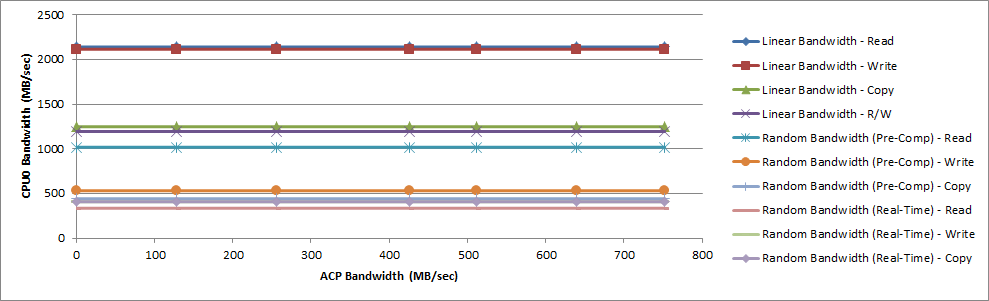 2500
2000
1500
1000
500
0
CPU0 Bandwidth (MB/sec)
0 100 200 300 400 500 600 700 800
ACP Bandwidth (MB/sec)
Linear Bandwidth - Read
Linear Bandwidth - Write
Linear Bandwidth - Copy
Linear Bandwidth - R/W
Random Bandwidth (Pre-Comp) - Read
Random Bandwidth (Pre-Comp) - Write
Random Bandwidth (Pre-Comp) - Copy
Random Bandwidth (Real-Time) - Read
Random Bandwidth (Real-Time) - Write
Random Bandwidth (Real-Time) - Copy